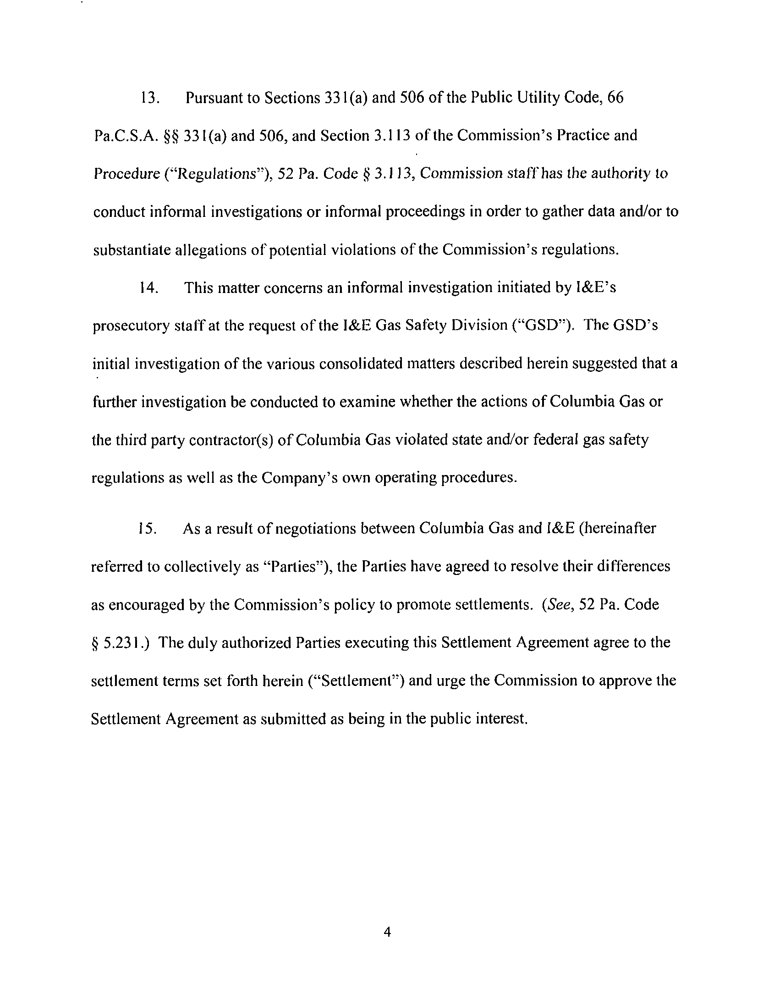 13. Pursuant to Sections 331(a) and 506 of the Public Utility Code, 66
Pa.C.S.A. §§ 331(a) and 506, and Section 3.113 of the Commission's Practice and
Procedure ("Regulations"), 52 Pa. Code § 3.113, Commission staff has the authority to
conduct informal investigations or informal proceedings in order to gather data and/or to
substantiate allegations of potential violations of the Commission's regulations.
14. This matter concerns an informal investigation initiated by I&E's
prosecutory staff at the request of the I&E Gas Safety Division ("GSD"). The GSD's
initial investigation of the various consolidated matters described herein suggested that a
further investigation be conducted to examine whether the actions of Columbia Gas or
the third party contractor(s) of Columbia Gas violated state and/or federal gas safety
regulations as well as the Company's own operating procedures.
15. As a result of negotiations between Columbia Gas and I&E (hereinafter
referred to collectively as "Parties"), the Parties have agreed to resolve their differences
as encouraged by the Commission's policy to promote settlements. (See, 52 Pa. Code
§ 5.231.) The duly authorized Parties executing this Settlement Agreement agree to the
settlement terms set forth herein ("Settlement") and urge the Commission to approve the
Settlement Agreement as submitted as being in the public interest.
4